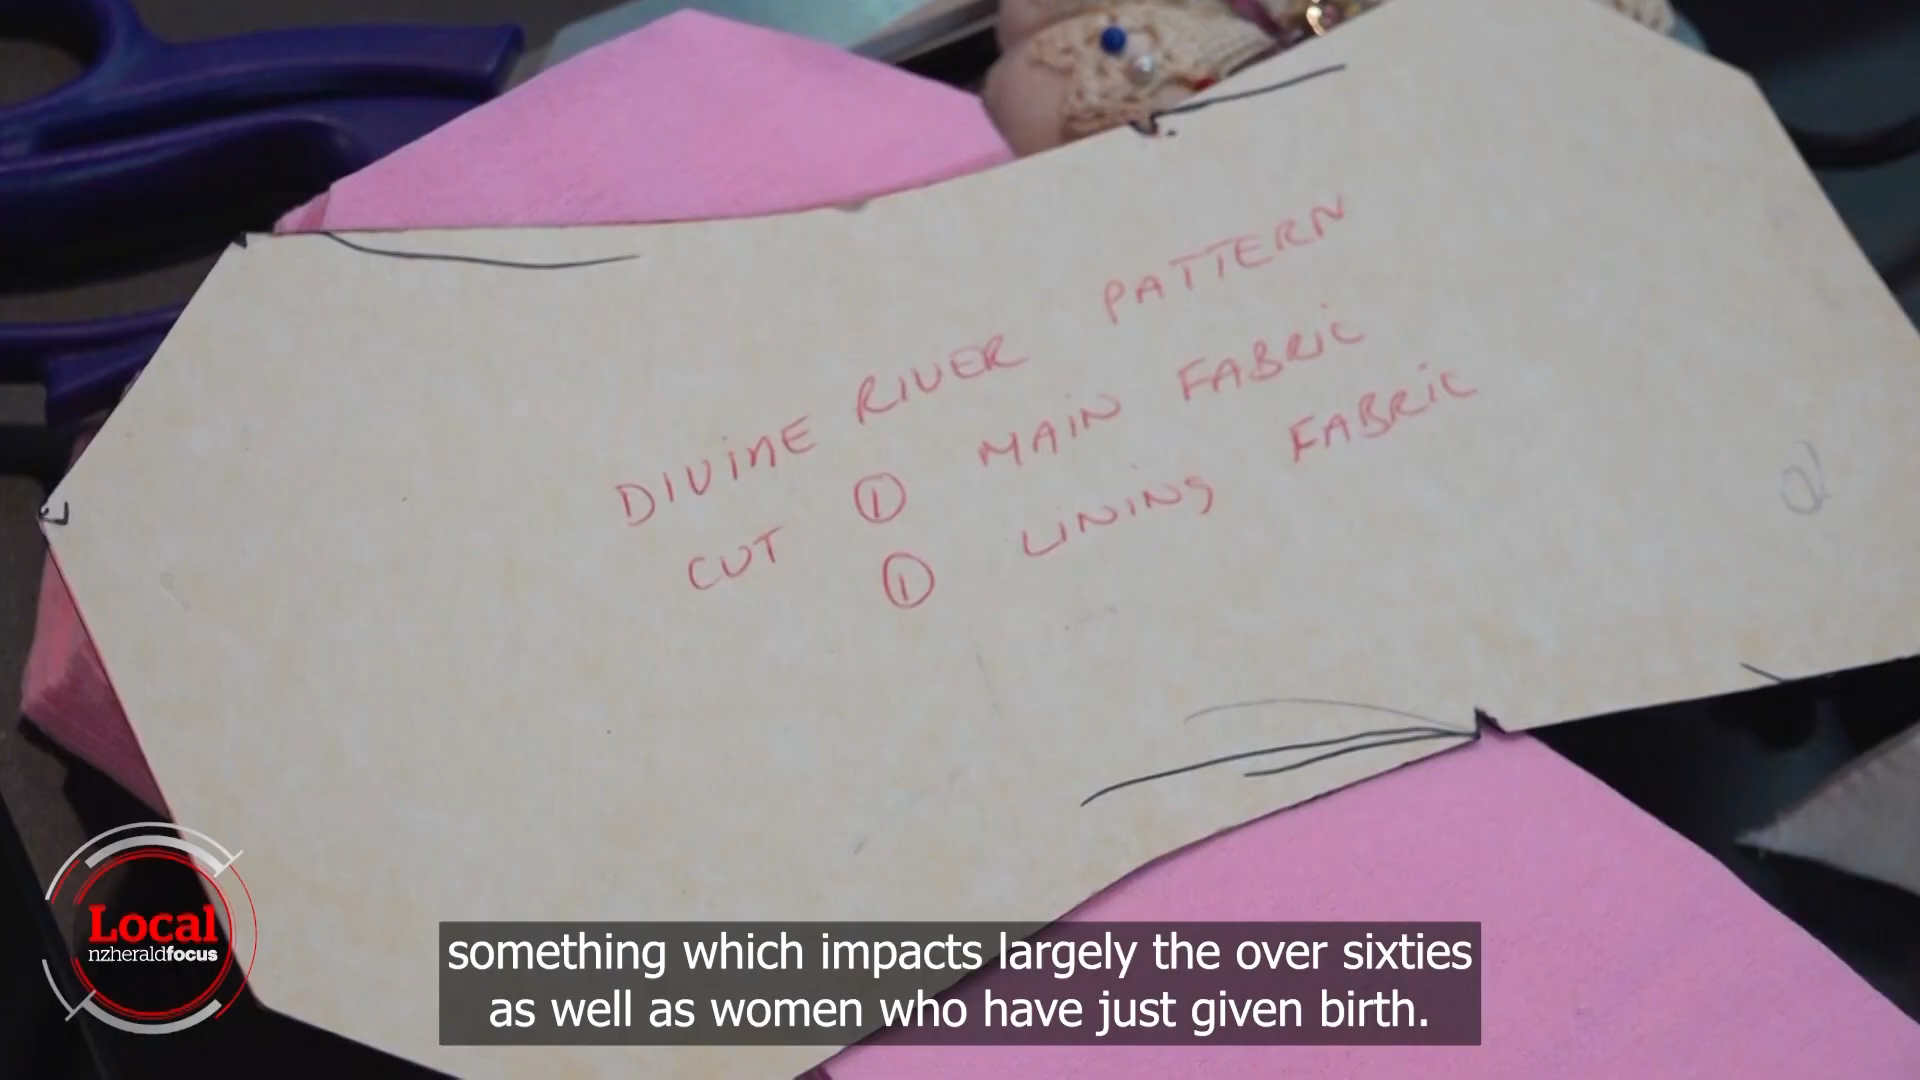 DIVINE RIVER PATTERN
CUT ① MAIN FABRIC
① LINING FABRIC
Local
nzheraldfocus
something which impacts largely the over sixties
as well as women who have just given birth.